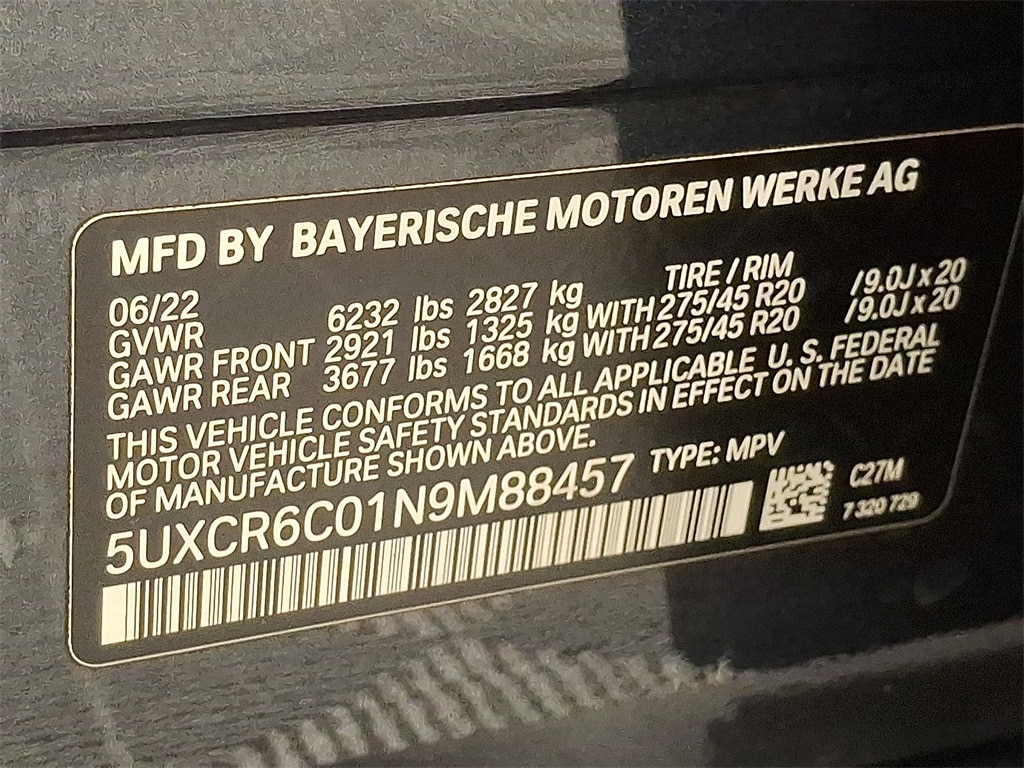 MFD BY BAYERISCHE MOTOREN WERKE AG
06/22 TIRE / RIM
GVWR 6232 lbs 2827 kg
GAWR FRONT 2921 lbs 1325 kg WITH 275/45 R20 /9.0J x 20
GAWR REAR 3677 lbs 1668 kg WITH 275/45 R20 /9.0J x 20
THIS VEHICLE CONFORMS TO ALL APPLICABLE U. S. FEDERAL
MOTOR VEHICLE SAFETY STANDARDS IN EFFECT ON THE DATE
OF MANUFACTURE SHOWN ABOVE.
5UXCR6C01N9M88457 TYPE: MPV
C27M
7 320 729